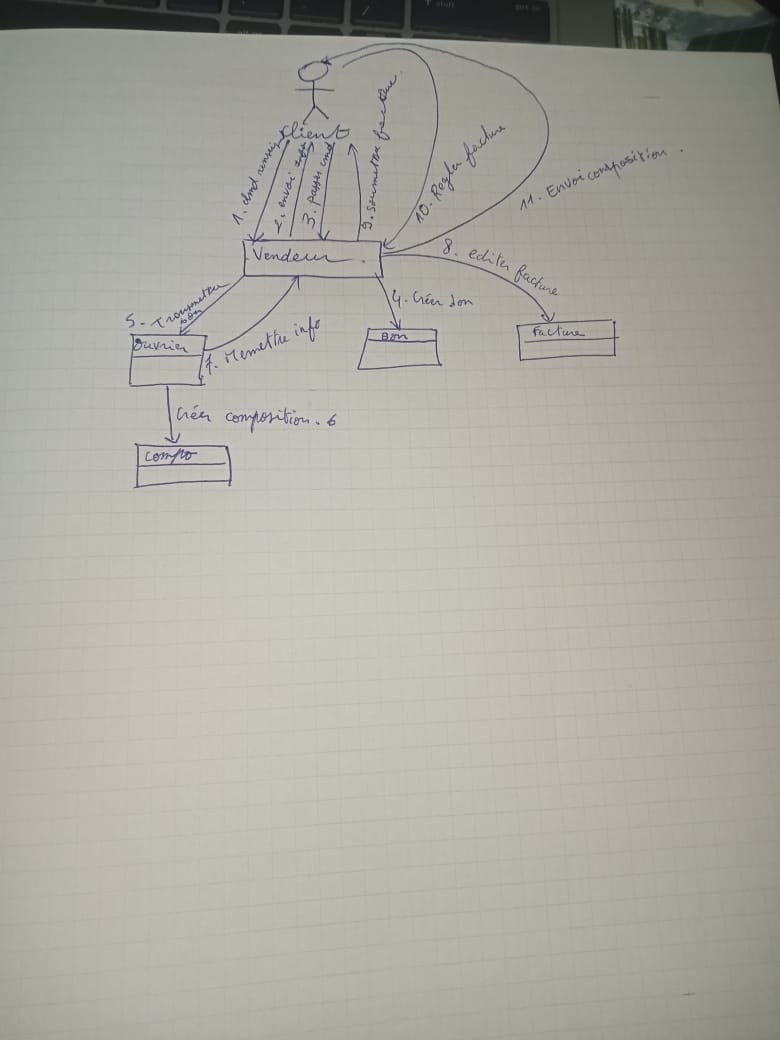 Client
1. dmd renseig
2. envoi info
3. passer cmd
9. soumettre facture.
10. Regler facture
11. Envoi composition.
Vendeur.
8. editer facture
4. Créer bon
5. Transmettre
bon
Ouvrier
7. Remettre info
Bon
Facture
Créer composition. 6
Compo